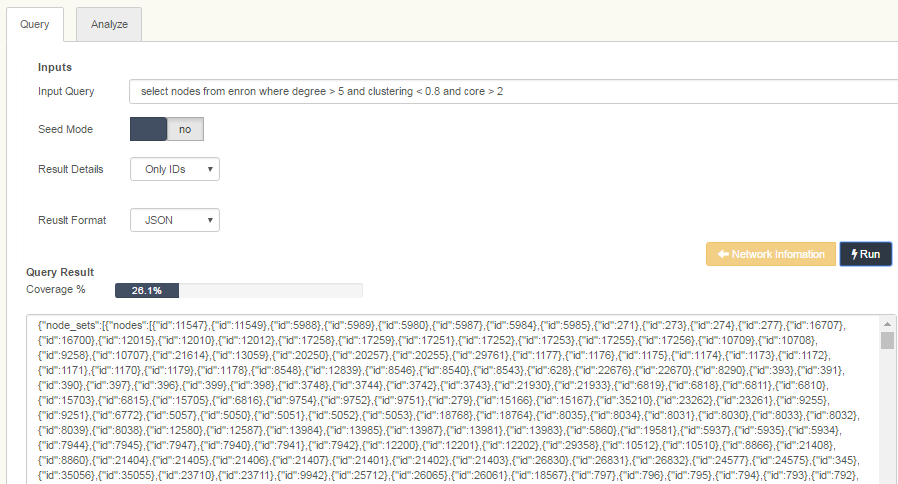 Query Analyze
Inputs
Input Query select nodes from enron where degree > 5 and clustering < 0.8 and core > 2
Seed Mode no
Result Details Only IDs
Reuslt Format JSON
Network Infomation Run
Query Result
Coverage % 26.1%
{"node_sets":[{"nodes":[{"id":11547},{"id":11549},{"id":5988},{"id":5989},{"id":5980},{"id":5987},{"id":5984},{"id":5985},{"id":271},{"id":273},{"id":274},{"id":277},{"id":16707},
{"id":16700},{"id":12015},{"id":12010},{"id":12012},{"id":17258},{"id":17259},{"id":17251},{"id":17252},{"id":17253},{"id":17255},{"id":17256},{"id":10709},{"id":10708},
{"id":9258},{"id":10707},{"id":21614},{"id":13059},{"id":20250},{"id":20257},{"id":20255},{"id":29761},{"id":1177},{"id":1176},{"id":1175},{"id":1174},{"id":1173},{"id":1172},
{"id":1171},{"id":1170},{"id":1179},{"id":1178},{"id":8548},{"id":12839},{"id":8546},{"id":8540},{"id":8543},{"id":628},{"id":22676},{"id":22670},{"id":8290},{"id":393},{"id":391},
{"id":390},{"id":397},{"id":396},{"id":399},{"id":398},{"id":3748},{"id":3744},{"id":3742},{"id":3743},{"id":21930},{"id":21933},{"id":6819},{"id":6818},{"id":6811},{"id":6810},
{"id":15703},{"id":6815},{"id":15705},{"id":6816},{"id":9754},{"id":9752},{"id":9751},{"id":279},{"id":15166},{"id":15167},{"id":35210},{"id":23262},{"id":23261},{"id":9255},
{"id":9251},{"id":6772},{"id":5057},{"id":5050},{"id":5051},{"id":5052},{"id":5053},{"id":18768},{"id":18764},{"id":8035},{"id":8034},{"id":8031},{"id":8030},{"id":8033},{"id":8032},
{"id":8039},{"id":8038},{"id":12580},{"id":12587},{"id":13984},{"id":13985},{"id":13987},{"id":13981},{"id":13983},{"id":5860},{"id":19581},{"id":5937},{"id":5935},{"id":5934},
{"id":7944},{"id":7945},{"id":7947},{"id":7940},{"id":7941},{"id":7942},{"id":12200},{"id":12201},{"id":12202},{"id":29358},{"id":10512},{"id":10510},{"id":8866},{"id":21408},
{"id":8860},{"id":21404},{"id":21405},{"id":21406},{"id":21407},{"id":21401},{"id":21402},{"id":21403},{"id":26830},{"id":26831},{"id":26832},{"id":24577},{"id":24575},{"id":345},
{"id":35056},{"id":35055},{"id":23710},{"id":23711},{"id":9942},{"id":25712},{"id":26065},{"id":26061},{"id":18567},{"id":797},{"id":796},{"id":795},{"id":794},{"id":793},{"id":792},